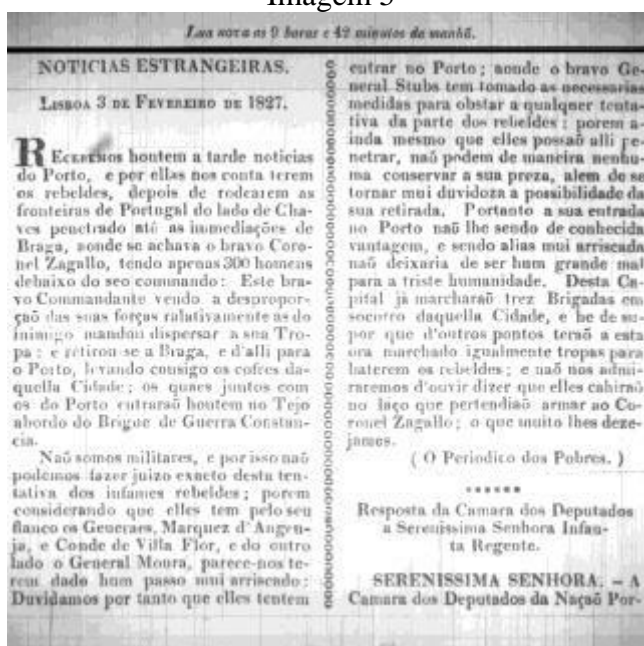 Imagem 3
Lua nova as 9 horas e 42 minutos da manhã.
NOTICIAS ESTRANGEIRAS.
LISBOA 3 DE FEVEREIRO DE 1827.
RECEBEMOS hontem a tarde noticias
do Porto, e por ellas nos conta terem
os rebeldes, depois de rodearem as
fronteiras de Portugal do lado de Cha-
ves penetrado até as immediações de
Braga, aonde se achava o bravo Coro-
nel Zagallo, tendo apenas 300 homens
debaixo do seo commando: Este bra-
vo Commandante vendo a despropor-
çaõ das suas forças ralativamente as do
inimigo mandou dispersar a sua Tro-
pa: e retirou-se a Braga, e d'alli para
o Porto, levando comsigo os cofres da-
quella Cidade; os quaes juntos com
os do Porto entraraõ hontem no Tejo
abordo do Brigue de Guerra Constan-
cia.
Naõ somos militares, e por isso naõ
podemos fazer juizo exacto desta ten-
tativa dos infames rebeldes; porem
considerando que elles tem pelo seu
flanco os Generaes, Marquez d'Angen-
ja, e Conde de Villa Flor, e do outro
lado o General Moura, parece-nos te-
rem dado hum passo mui arriscado:
Duvidamos por tanto que elles tentem
entrar no Porto; aonde o bravo Ge-
neral Stubs tem tomado as necessarias
medidas para obstar a qualquer tenta-
tiva da parte dos rebeldes; porem a-
inda mesmo que elles possaõ alli pe-
netrar, naõ podem de maneira nenhu-
ma conservar a sua preza, alem de se
tornar mui duvidoza a possibilidade da
sua retirada. Portanto a sua entrada
no Porto naõ lhe sendo de conhecida
vantagem, e sendo alias mui arriscada
naõ deixaria de ser hum grande mal
para a triste humanidade. Desta Ca-
pital já marcharaõ trez Brigadas em
socorro daquella Cidade, e he de su-
por que d'outros pontos teraõ a esta
ora marchado igualmente tropas para
baterem os rebeldes; e naõ nos admi-
raremos d'ouvir dizer que elles cahiraõ
no laço que pertendiaõ armar ao Co-
ronel Zagallo; o que muito lhes deze-
jamos.
( O Periodico dos Pobres. )
******
Resposta da Camara dos Deputados
a Serenissima Senhora Infan-
ta Regente.
SERENISSIMA SENHORA. – A
Camara dos Deputados da Naçaõ Por-